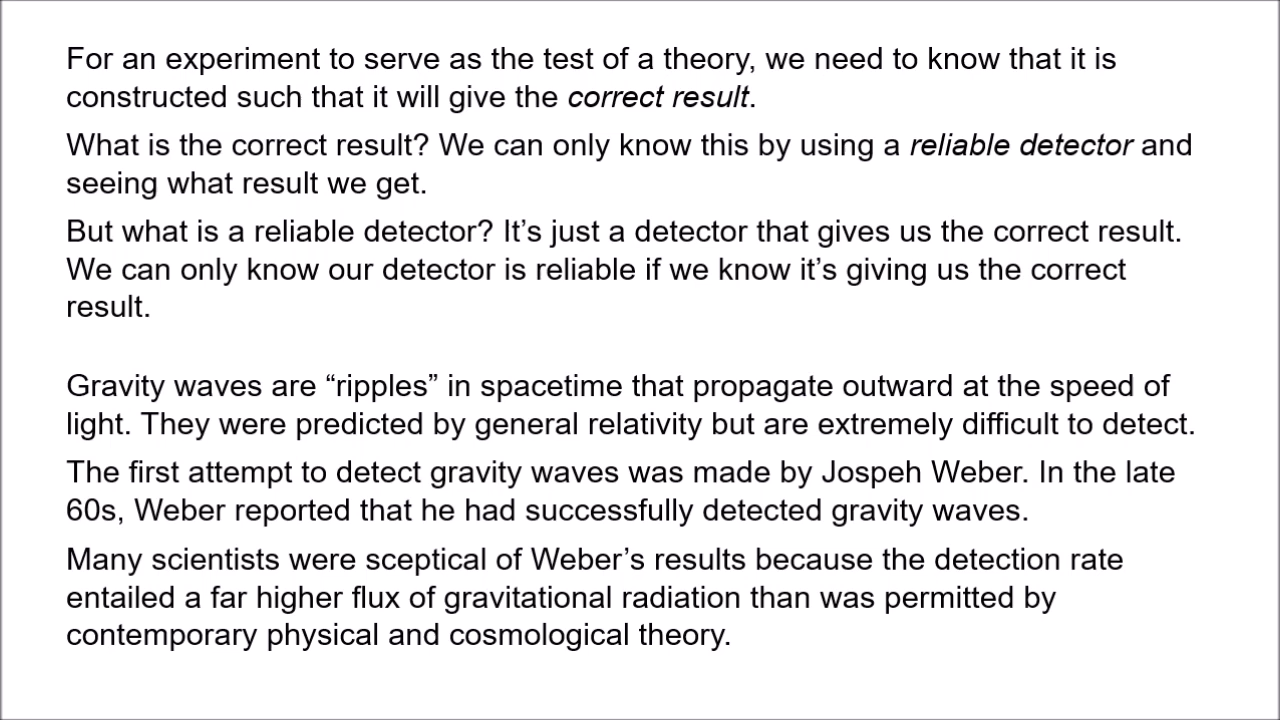 For an experiment to serve as the test of a theory, we need to know that it is
constructed such that it will give the correct result.
What is the correct result? We can only know this by using a reliable detector and
seeing what result we get.
But what is a reliable detector? It’s just a detector that gives us the correct result.
We can only know our detector is reliable if we know it’s giving us the correct
result.
Gravity waves are “ripples” in spacetime that propagate outward at the speed of
light. They were predicted by general relativity but are extremely difficult to detect.
The first attempt to detect gravity waves was made by Jospeh Weber. In the late
60s, Weber reported that he had successfully detected gravity waves.
Many scientists were sceptical of Weber’s results because the detection rate
entailed a far higher flux of gravitational radiation than was permitted by
contemporary physical and cosmological theory.